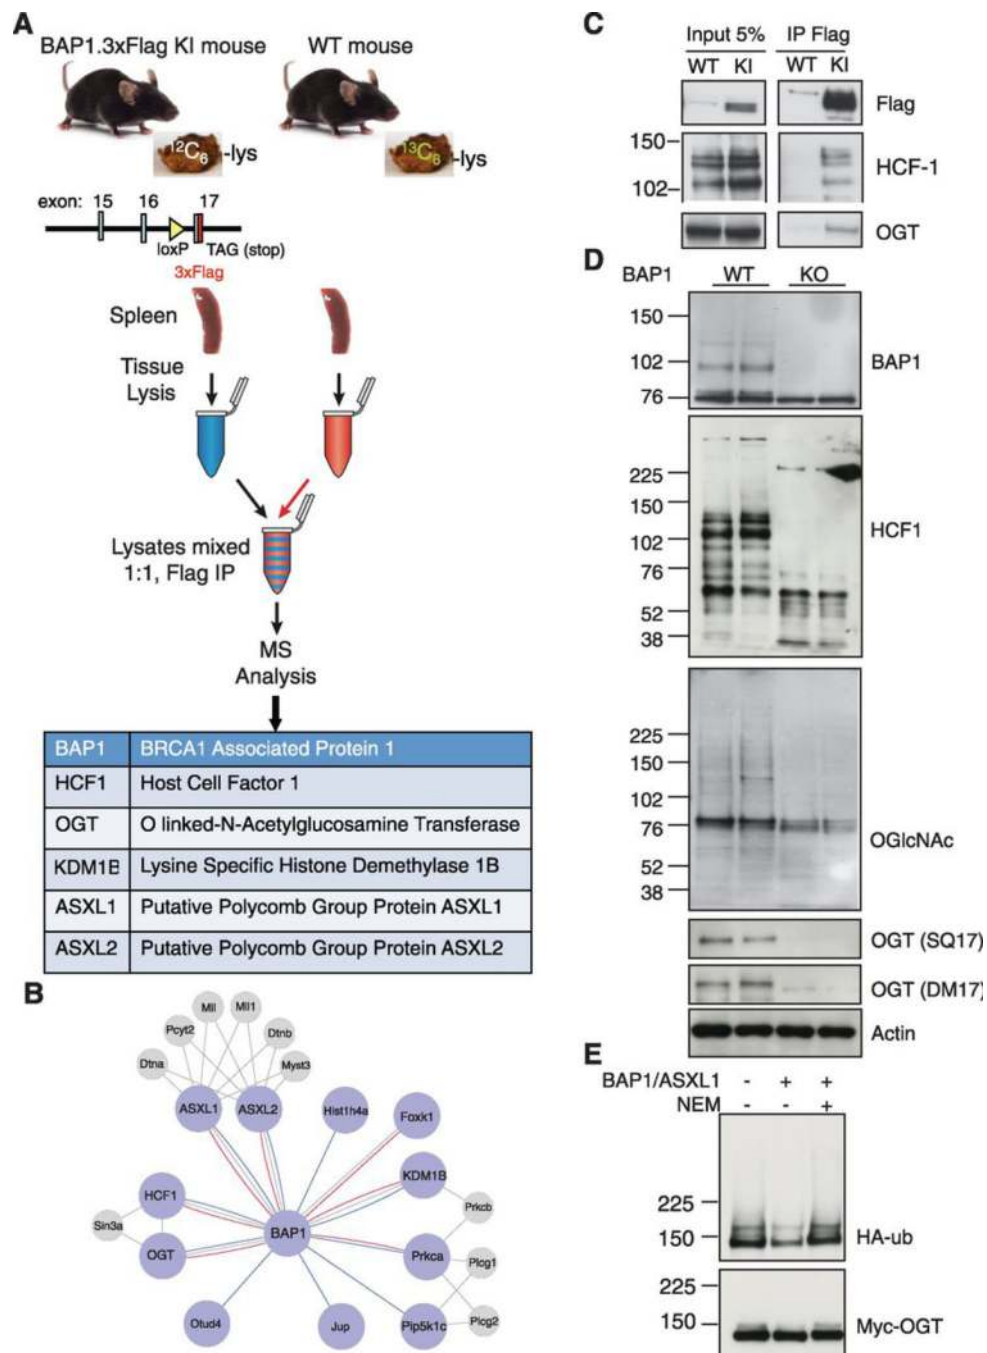 A
BAP1.3xFlag KI mouse
WT mouse
12C6 -lys
13C6 -lys
exon: 15 16 17
loxP TAG (stop)
3xFlag
Spleen
Tissue
Lysis
Lysates mixed
1:1, Flag IP
MS
Analysis
BAP1 BRCA1 Associated Protein 1
HCF1 Host Cell Factor 1
OGT O linked-N-Acetylglucosamine Transferase
KDM1B Lysine Specific Histone Demethylase 1B
ASXL1 Putative Polycomb Group Protein ASXL1
ASXL2 Putative Polycomb Group Protein ASXL2
B
Mll
Mll1
Pcyt2
Dtnb
Dtna
Myst3
ASXL1
ASXL2
Hist1h4a
Foxk1
HCF1
KDM1B
Sin3a
BAP1
Prkcb
OGT
Prkca
Plcg1
Otud4
Jup
Pip5k1c
Plcg2
C
Input 5% IP Flag
WT KI WT KI
Flag
150
HCF-1
102
OGT
D
BAP1 WT KO
150
102
BAP1
76
225
150
HCF1
102
76
52
38
225
150
102
76
OGlcNAc
52
38
OGT (SQ17)
OGT (DM17)
Actin
E
BAP1/ASXL1 - + +
NEM - - +
225
150
HA-ub
225
150
Myc-OGT